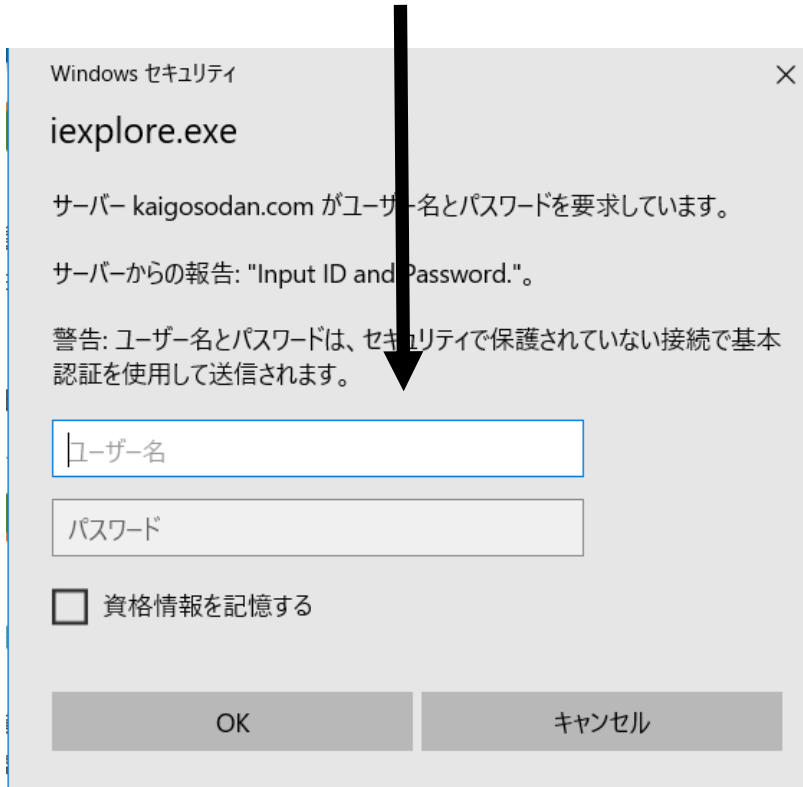 Windows セキュリティ
iexplore.exe
サーバー kaigosodan.com がユーザー名とパスワードを要求しています。
サーバーからの報告: "Input ID and Password."。
警告: ユーザー名とパスワードは、セキュリティで保護されていない接続で基本
認証を使用して送信されます。
ユーザー名
パスワード
資格情報を記憶する
OK
キャンセル